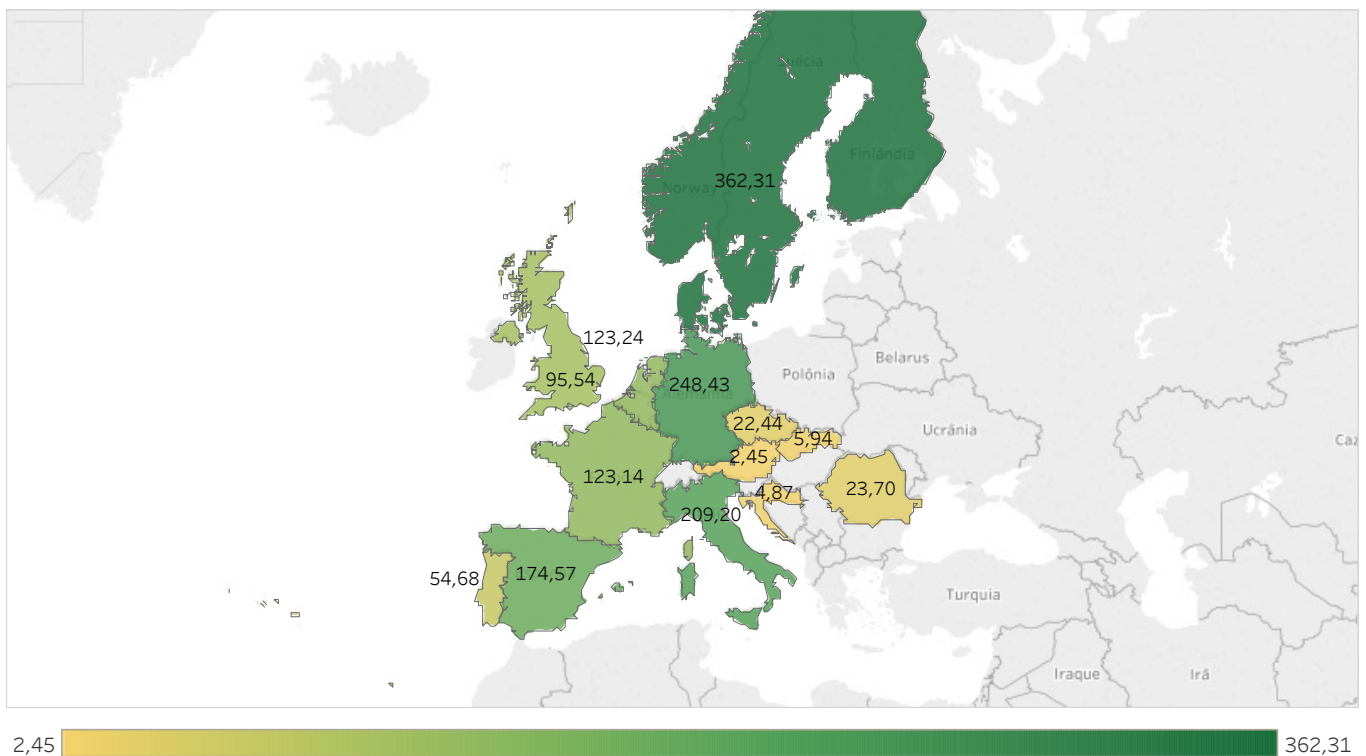 Suécia
Finlândia
Norway
362,31
123,24
Belarus
Polónia
95,54
248,43
Alemanha
22,44
Ucrânia
5,94
Caz
2,45
123,14
23,70
4,87
209,20
54,68
174,57
Turquia
Iraque
Irã
2,45
362,31